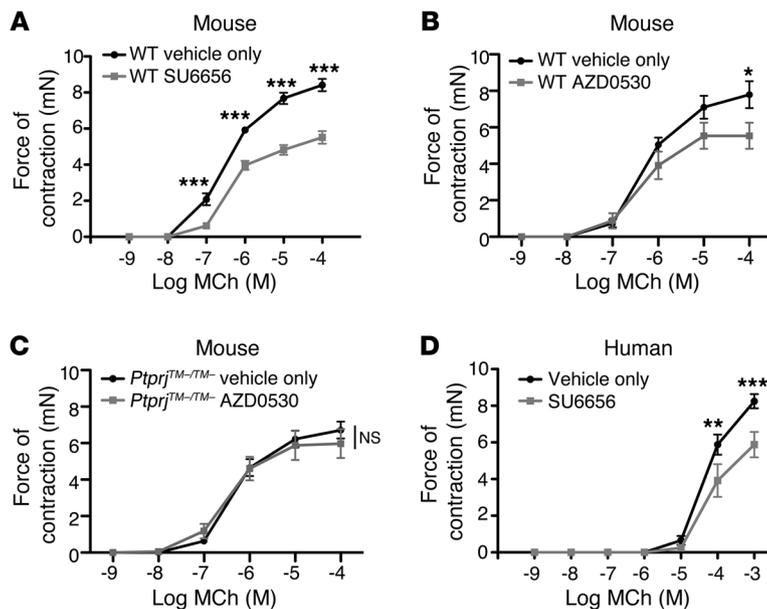 A
Mouse
WT vehicle only
WT SU6656
***
***
***
***
Force of
contraction (mN)
10
8
6
4
2
0
-9 -8 -7 -6 -5 -4
Log MCh (M)
B
Mouse
WT vehicle only
WT AZD0530
*
Force of
contraction (mN)
10
8
6
4
2
0
-9 -8 -7 -6 -5 -4
Log MCh (M)
C
Mouse
Ptprj^TM–/TM– vehicle only
Ptprj^TM–/TM– AZD0530
NS
Force of
contraction (mN)
10
8
6
4
2
0
-9 -8 -7 -6 -5 -4
Log MCh (M)
D
Human
Vehicle only
SU6656
**
***
Force of
contraction (mN)
10
8
6
4
2
0
-9 -8 -7 -6 -5 -4 -3
Log MCh (M)